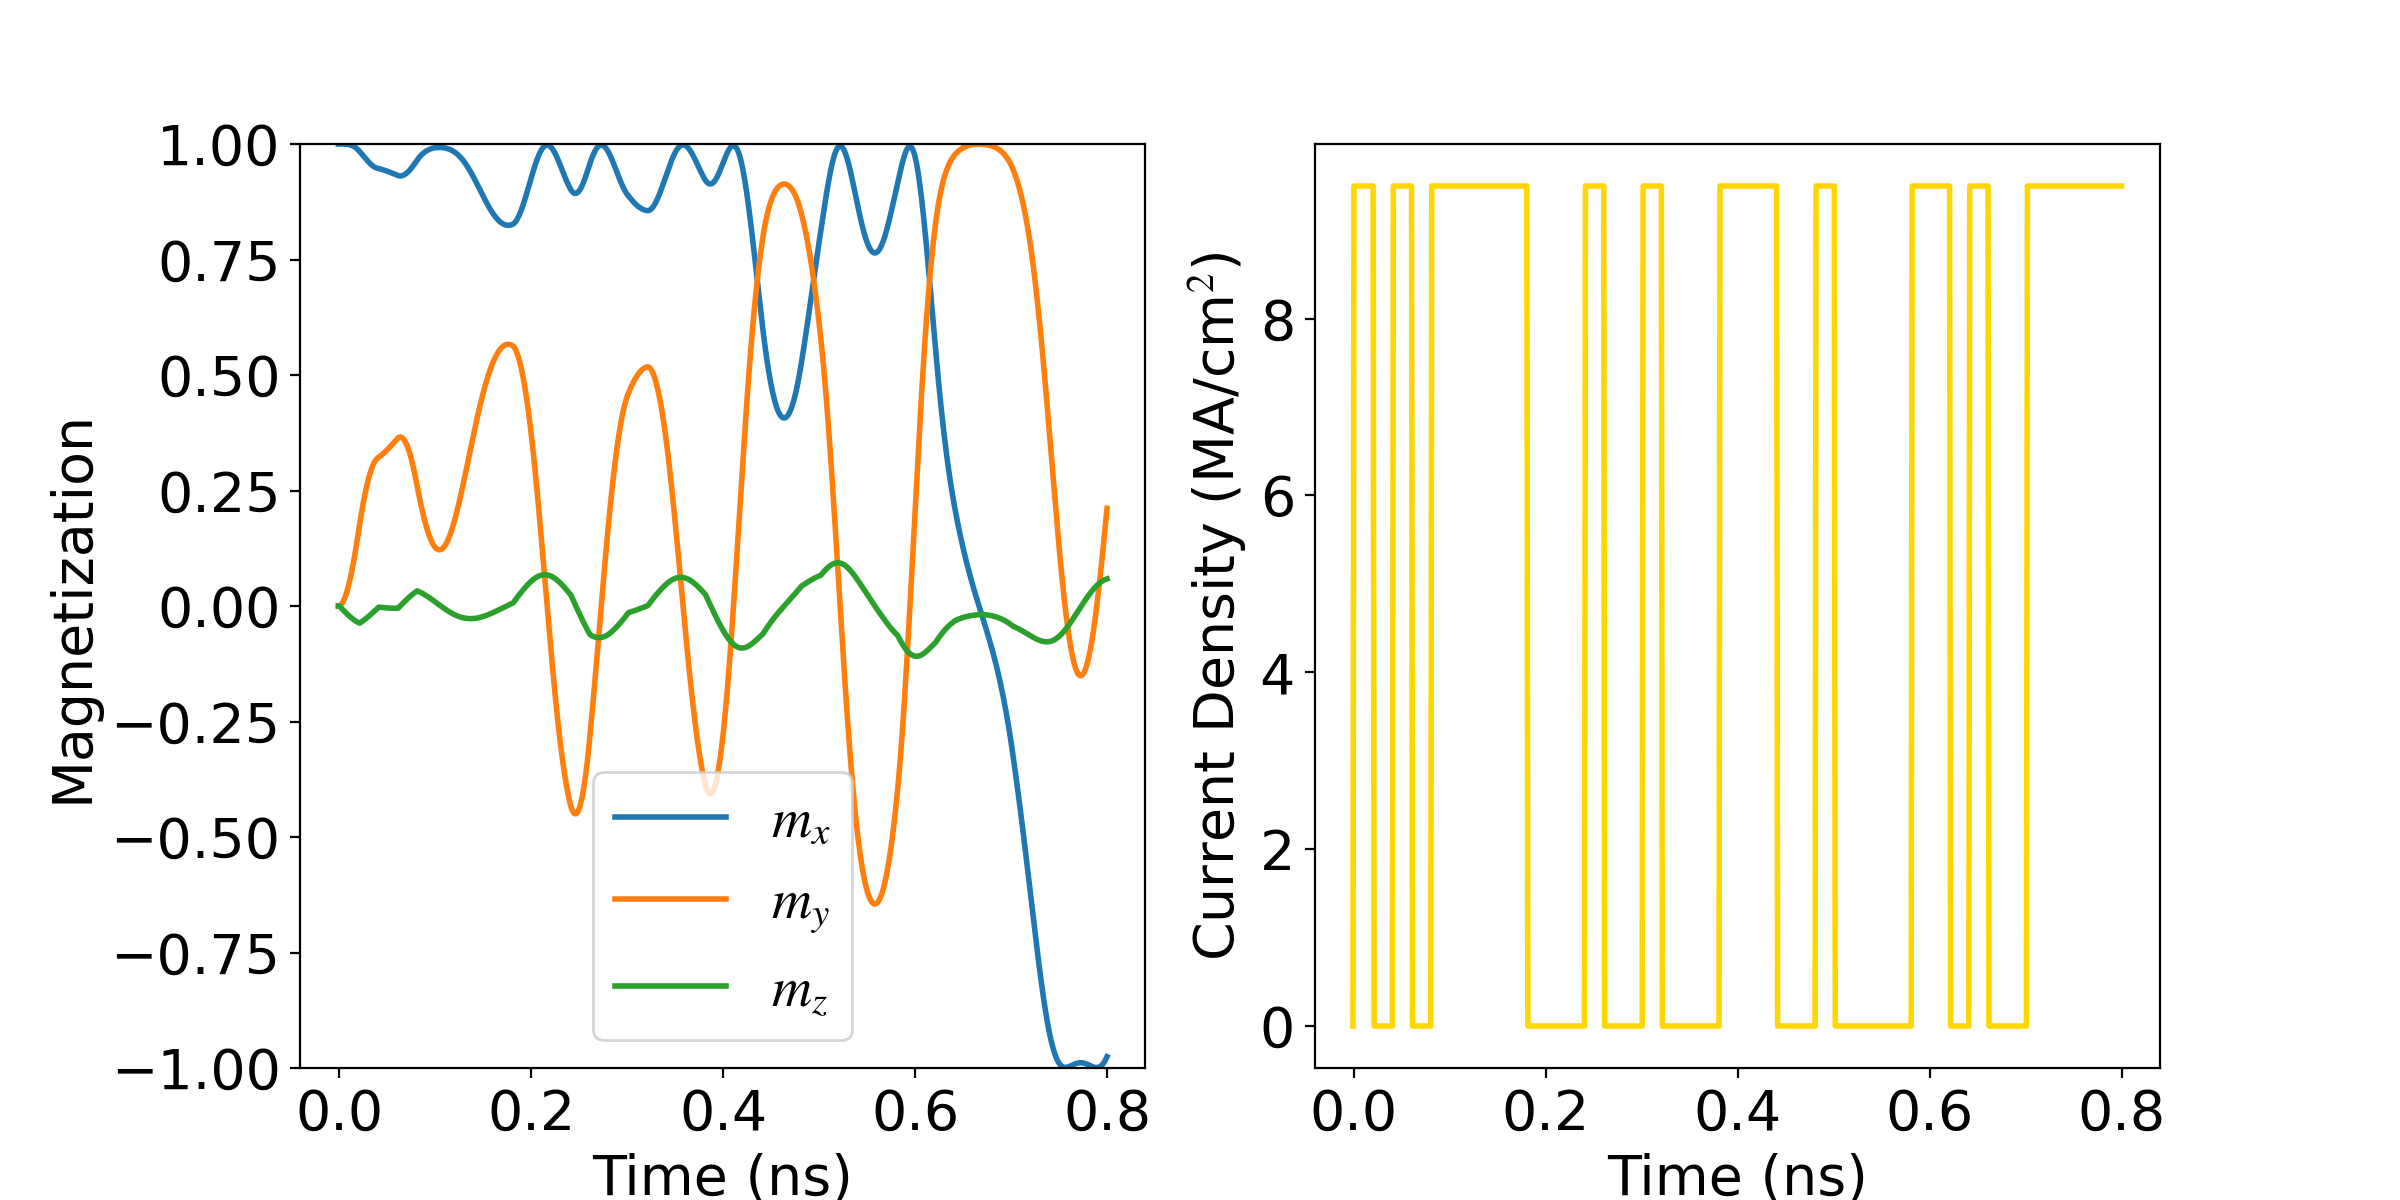 Magnetization
1.00
0.75
0.50
0.25
0.00
−0.25
−0.50
−0.75
−1.00
0.0 0.2 0.4 0.6 0.8
Time (ns)
m_x
m_y
m_z
Current Density (MA/cm²)
8
6
4
2
0
0.0 0.2 0.4 0.6 0.8
Time (ns)